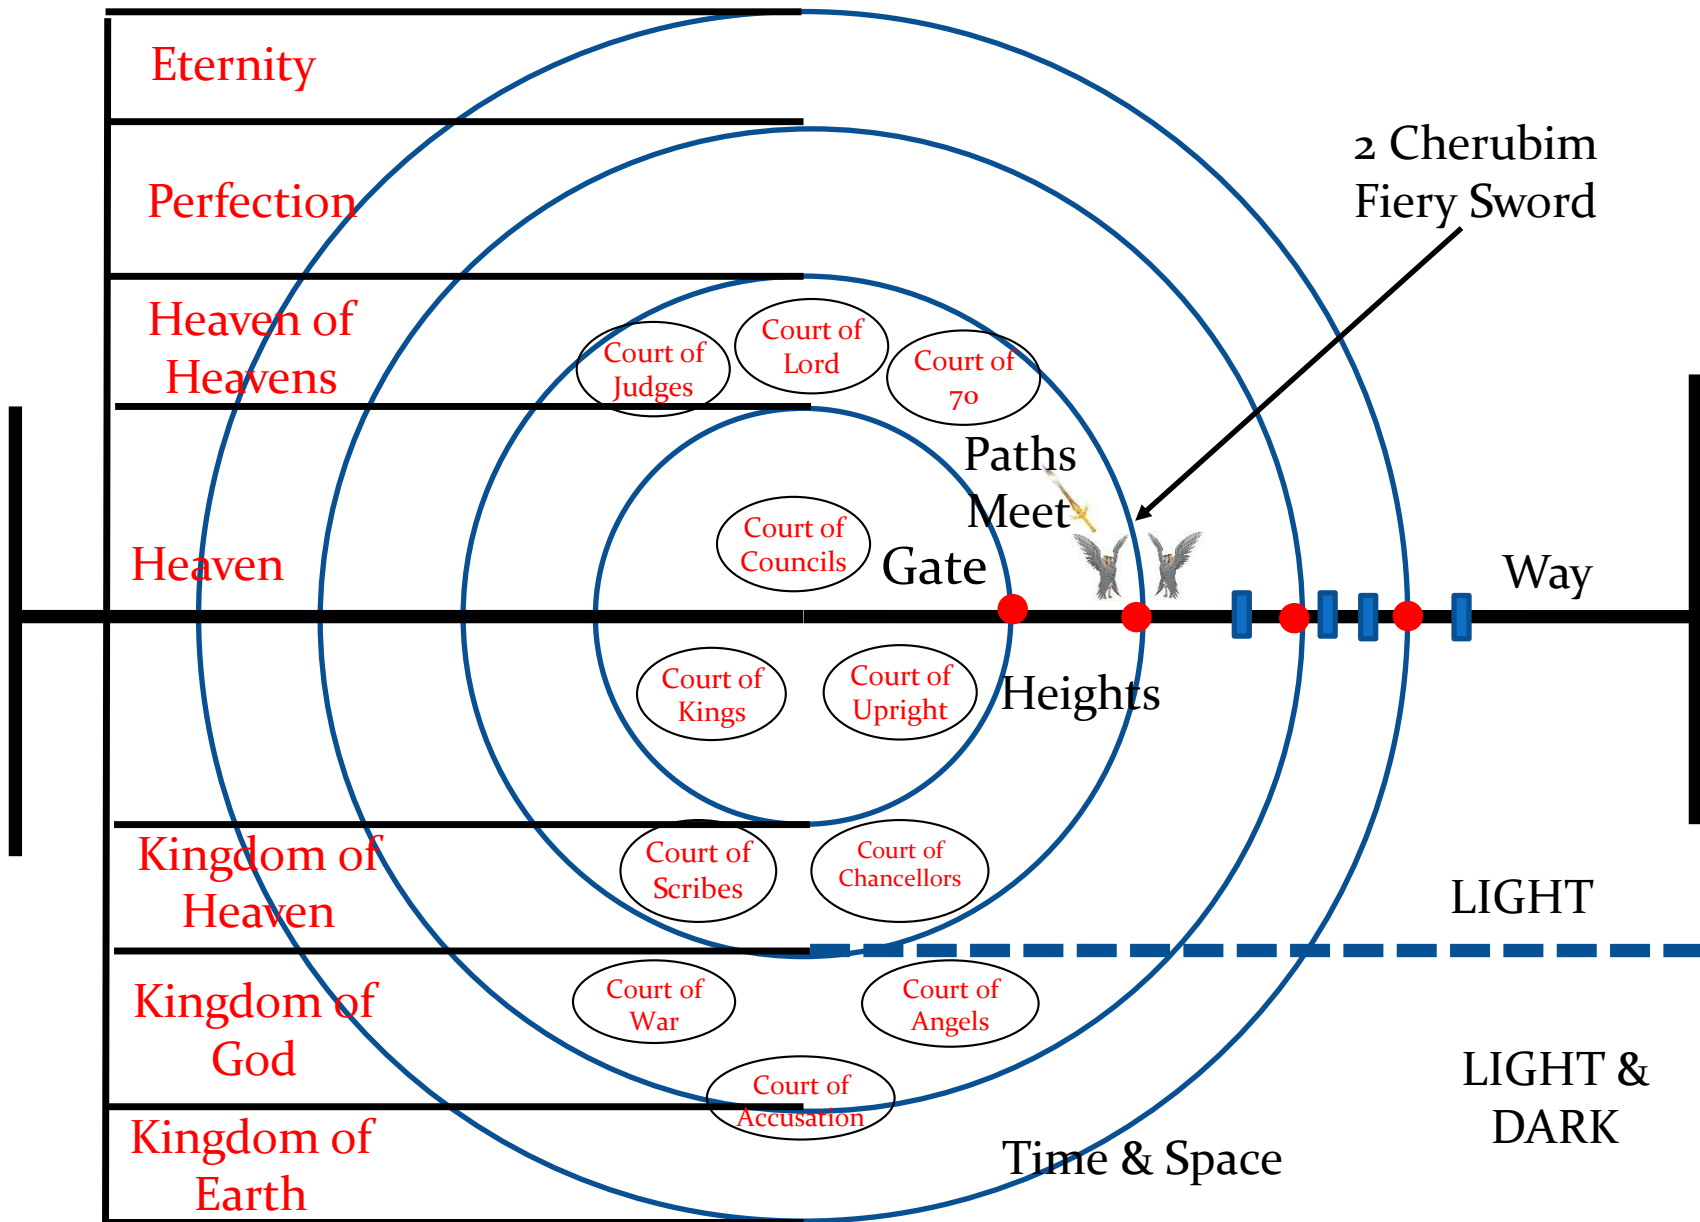 Eternity
2 Cherubim
Fiery Sword
Perfection
Heaven of
Heavens
Court of
Judges
Court of
Lord
Court of
70
Paths
Meet
Court of
Councils
Heaven
Gate
Way
Court of
Kings
Court of
Upright
Heights
Kingdom of
Heaven
Court of
Scribes
Court of
Chancellors
LIGHT
Kingdom of
God
Court of
War
Court of
Angels
LIGHT &
DARK
Court of
Accusation
Kingdom of
Earth
Time & Space